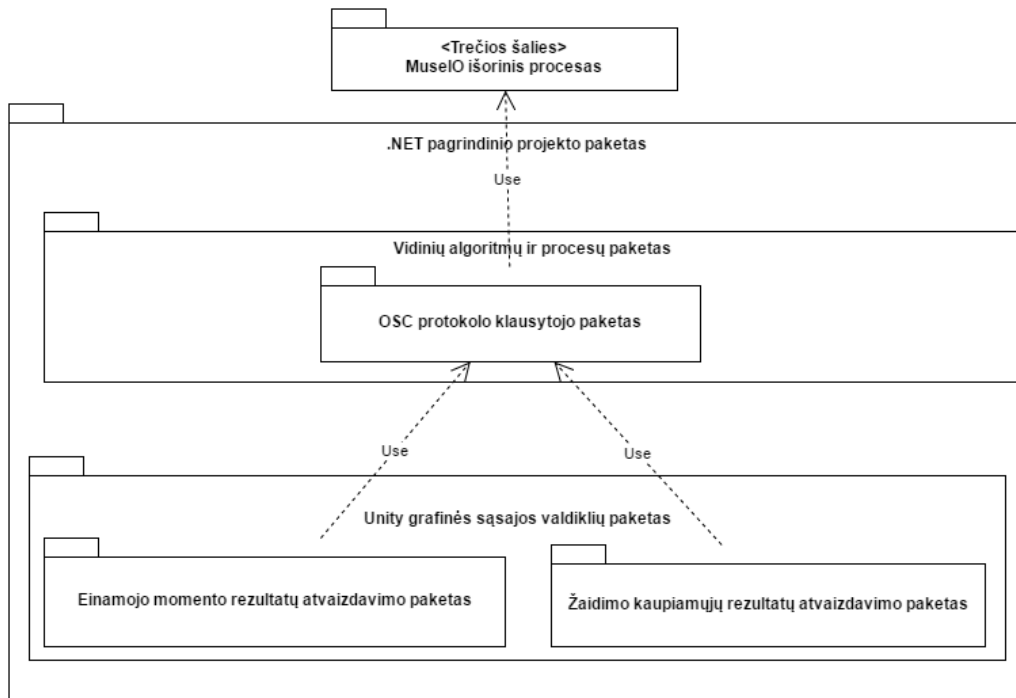 <Trečios šalies>
MuseIO išorinis procesas
.NET pagrindinio projekto paketas
Use
Vidinių algoritmų ir procesų paketas
OSC protokolo klausytojo paketas
Use
Use
Unity grafinės sąsajos valdiklių paketas
Einamojo momento rezultatų atvaizdavimo paketas
Žaidimo kaupiamųjų rezultatų atvaizdavimo paketas